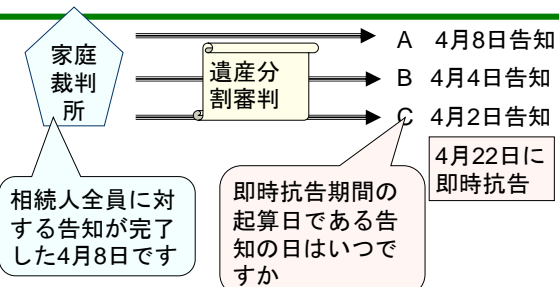 家庭
裁判
所
遺産分
割審判
A 4月8日告知
B 4月4日告知
C 4月2日告知
4月22日に
即時抗告
相続人全員に対
する告知が完了
した4月8日です
即時抗告期間の
起算日である告
知の日はいつで
すか